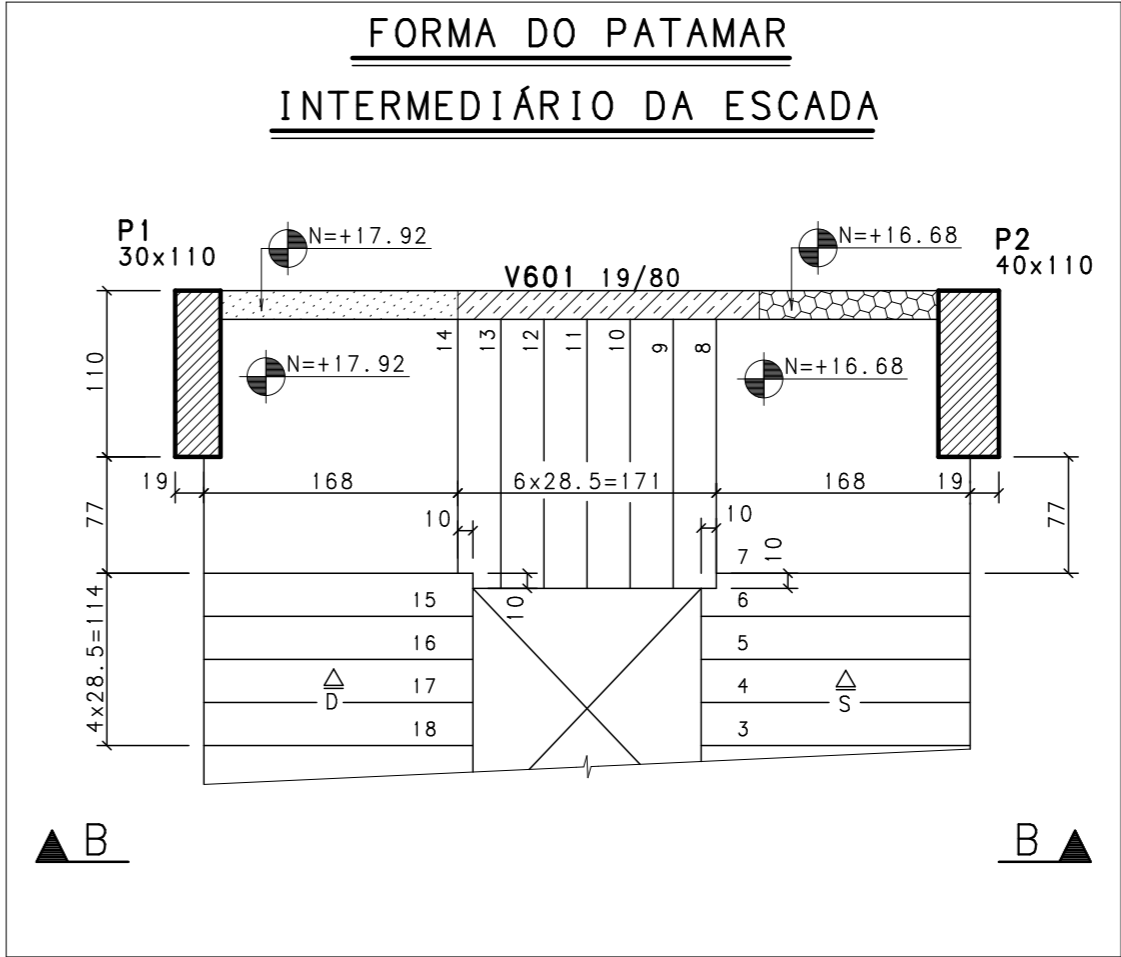 FORMA DO PATAMAR
INTERMEDIÁRIO DA ESCADA
P1
30x110
N=+17.92
V601 19/80
N=+16.68
P2
40x110
14
13
12
11
10
9
8
N=+17.92
N=+16.68
110
19
168
6x28.5=171
168
19
77
77
10
10
10
10
7
15
6
16
5
17
4
18
3
D
S
4x28.5=114
B
B